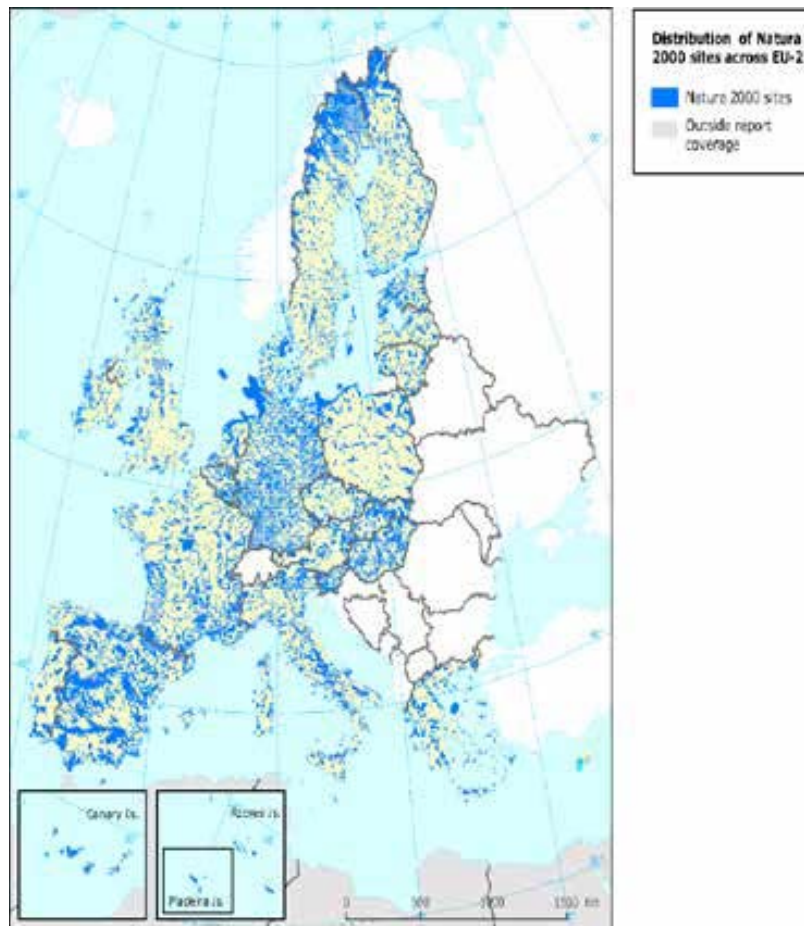 Distribution of Natura
2000 sites across EU-2
Natura 2000 sites
Outside report
coverage
Canary Is.
Azores Is.
Madeira Is.
0 500 1000 1500 km